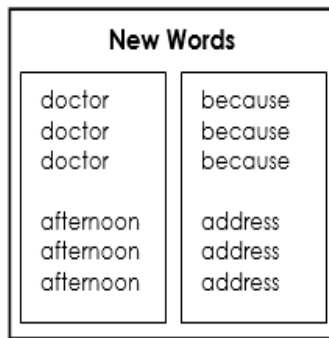 New Words
doctor
doctor
doctor
afternoon
afternoon
afternoon
because
because
because
address
address
address